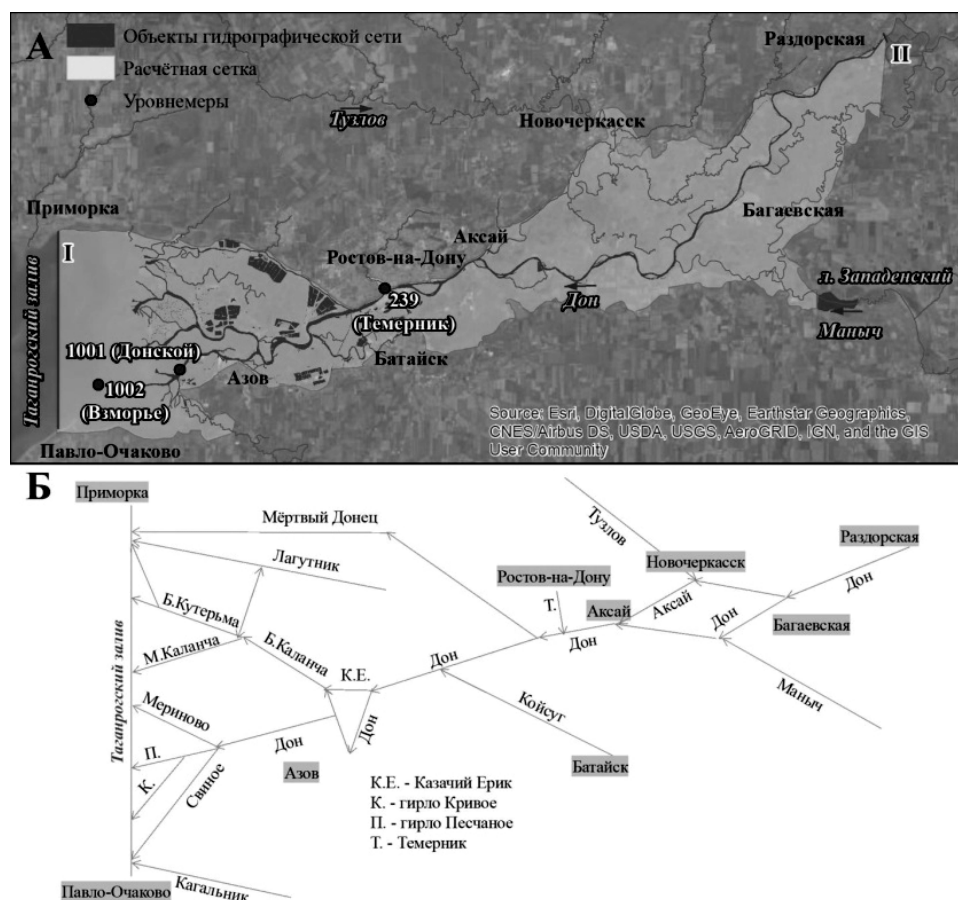 А
Объекты гидрографической сети
Расчётная сетка
Уровнемеры
Раздорская
II
Тузлов
Новочеркасск
Приморка
I
Багаевская
Аксай
Ростов-на-Дону
Таганрогский залив
л. Западенский
239
(Темерник)
Дон
Маныч
1001 (Донской)
Батайск
Азов
1002
(Взморье)
Source: Esri, DigitalGlobe, GeoEye, Earthstar Geographics,
CNES/Airbus DS, USDA, USGS, AeroGRID, IGN, and the GIS
User Community
Павло-Очаково
Б
Приморка
Мёртвый Донец
Тузлов
Раздорская
Лагутник
Новочеркасск
Ростов-на-Дону
Дон
Б.Кутерьма
Т.
Аксай
Аксай
Дон
Багаевская
Таганрогский залив
М.Каланча
Б.Каланча
Дон
Дон
К.Е.
Маныч
Мериново
Дон
Койсуг
П.
Дон
Азов
Батайск
К.
Свиное
К.Е. - Казачий Ерик
К. - гирло Кривое
П. - гирло Песчаное
Т. - Темерник
Павло-Очаково
Кагальник